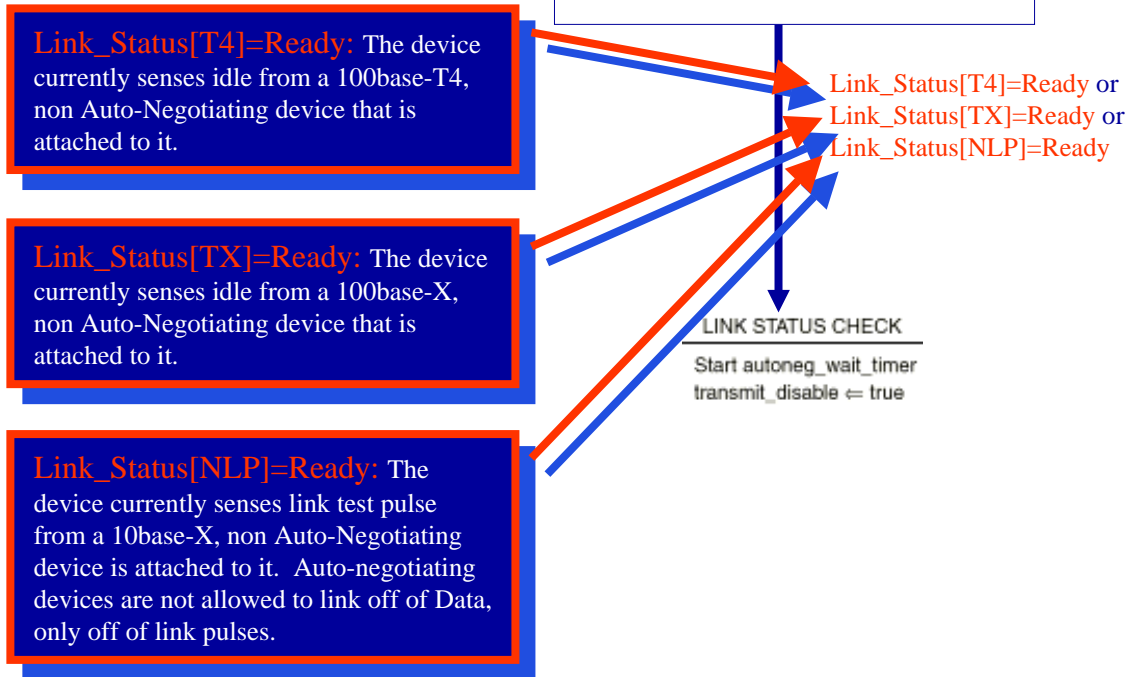 Link_Status[T4]=Ready: The device
currently senses idle from a 100base-T4,
non Auto-Negotiating device that is
attached to it.
Link_Status[T4]=Ready or
Link_Status[TX]=Ready or
Link_Status[NLP]=Ready
Link_Status[TX]=Ready: The device
currently senses idle from a 100base-X,
non Auto-Negotiating device that is
attached to it.
LINK STATUS CHECK
Start autoneg_wait_timer
transmit_disable ⇐ true
Link_Status[NLP]=Ready: The
device currently senses link test pulse
from a 10base-X, non Auto-Negotiating
device is attached to it. Auto-negotiating
devices are not allowed to link off of Data,
only off of link pulses.